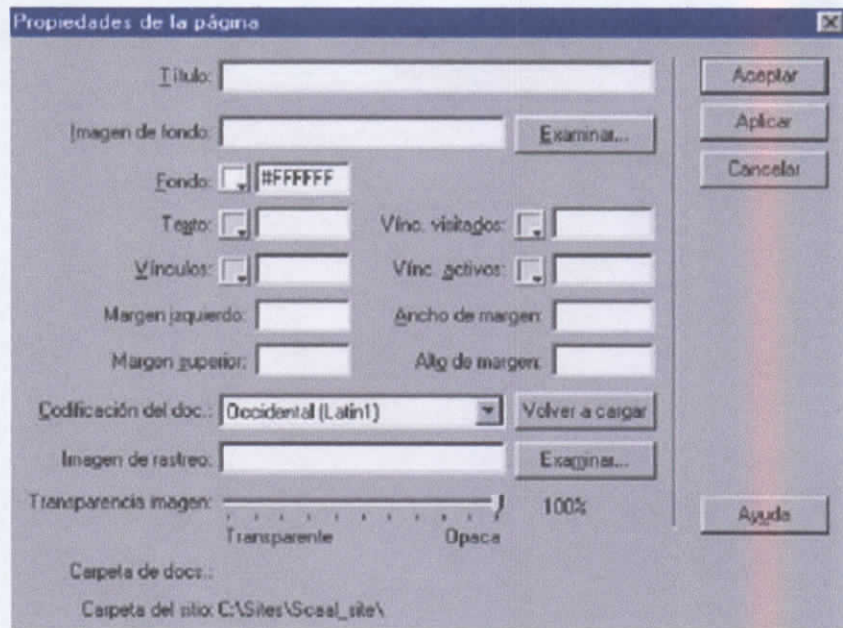 Propiedades de la página
Título:
Aceptar
Imagen de fondo:
Examinar...
Aplicar
Fondo: #FFFFFF
Cancelar
Texto:
Vínc. visitados:
Vínculos:
Vínc. activos:
Margen izquierdo:
Ancho de margen:
Margen superior:
Alto de margen:
Codificación del doc.: Occidental (Latin1)
Volver a cargar
Imagen de rastreo:
Examinar...
Transparencia imagen:
100%
Transparente
Opaca
Ayuda
Carpeta de docs.:
Carpeta del sitio: C:\Sites\Scaal_site\